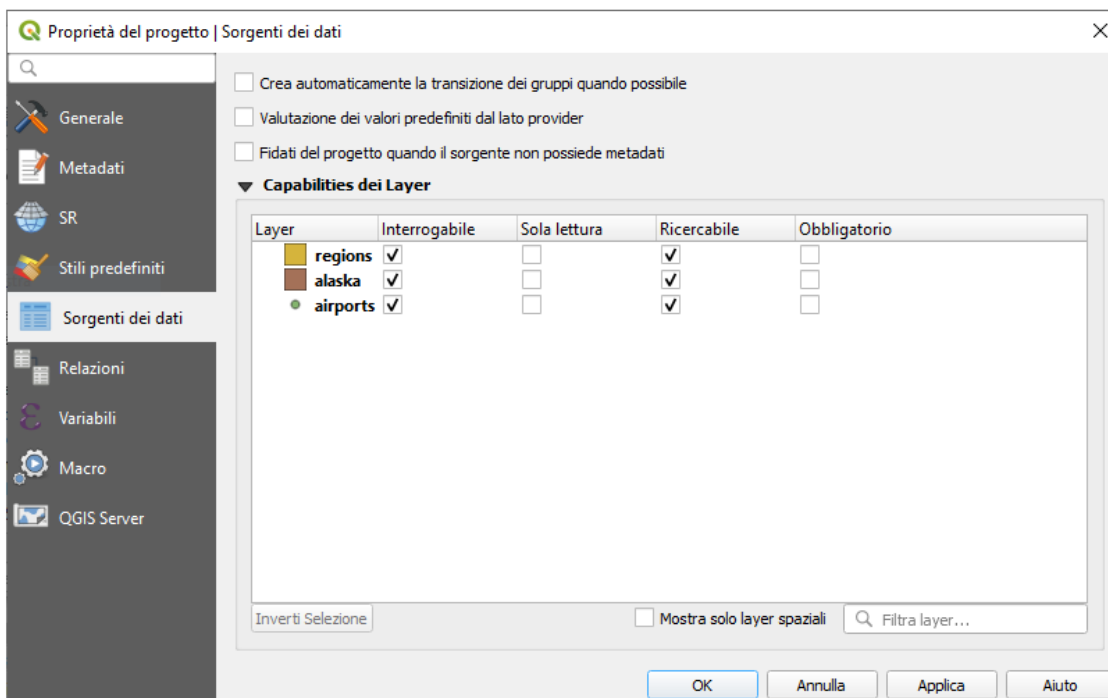 Proprietà del progetto | Sorgenti dei dati
Generale
Metadati
SR
Stili predefiniti
Sorgenti dei dati
Relazioni
Variabili
Macro
QGIS Server
Crea automaticamente la transizione dei gruppi quando possibile
Valutazione dei valori predefiniti dal lato provider
Fidati del progetto quando il sorgente non possiede metadati
Capabilities dei Layer
Layer Interrogabile Sola lettura Ricercabile Obbligatorio
regions
alaska
airports
Inverti Selezione Mostra solo layer spaziali Filtra layer...
OK Annulla Applica Aiuto